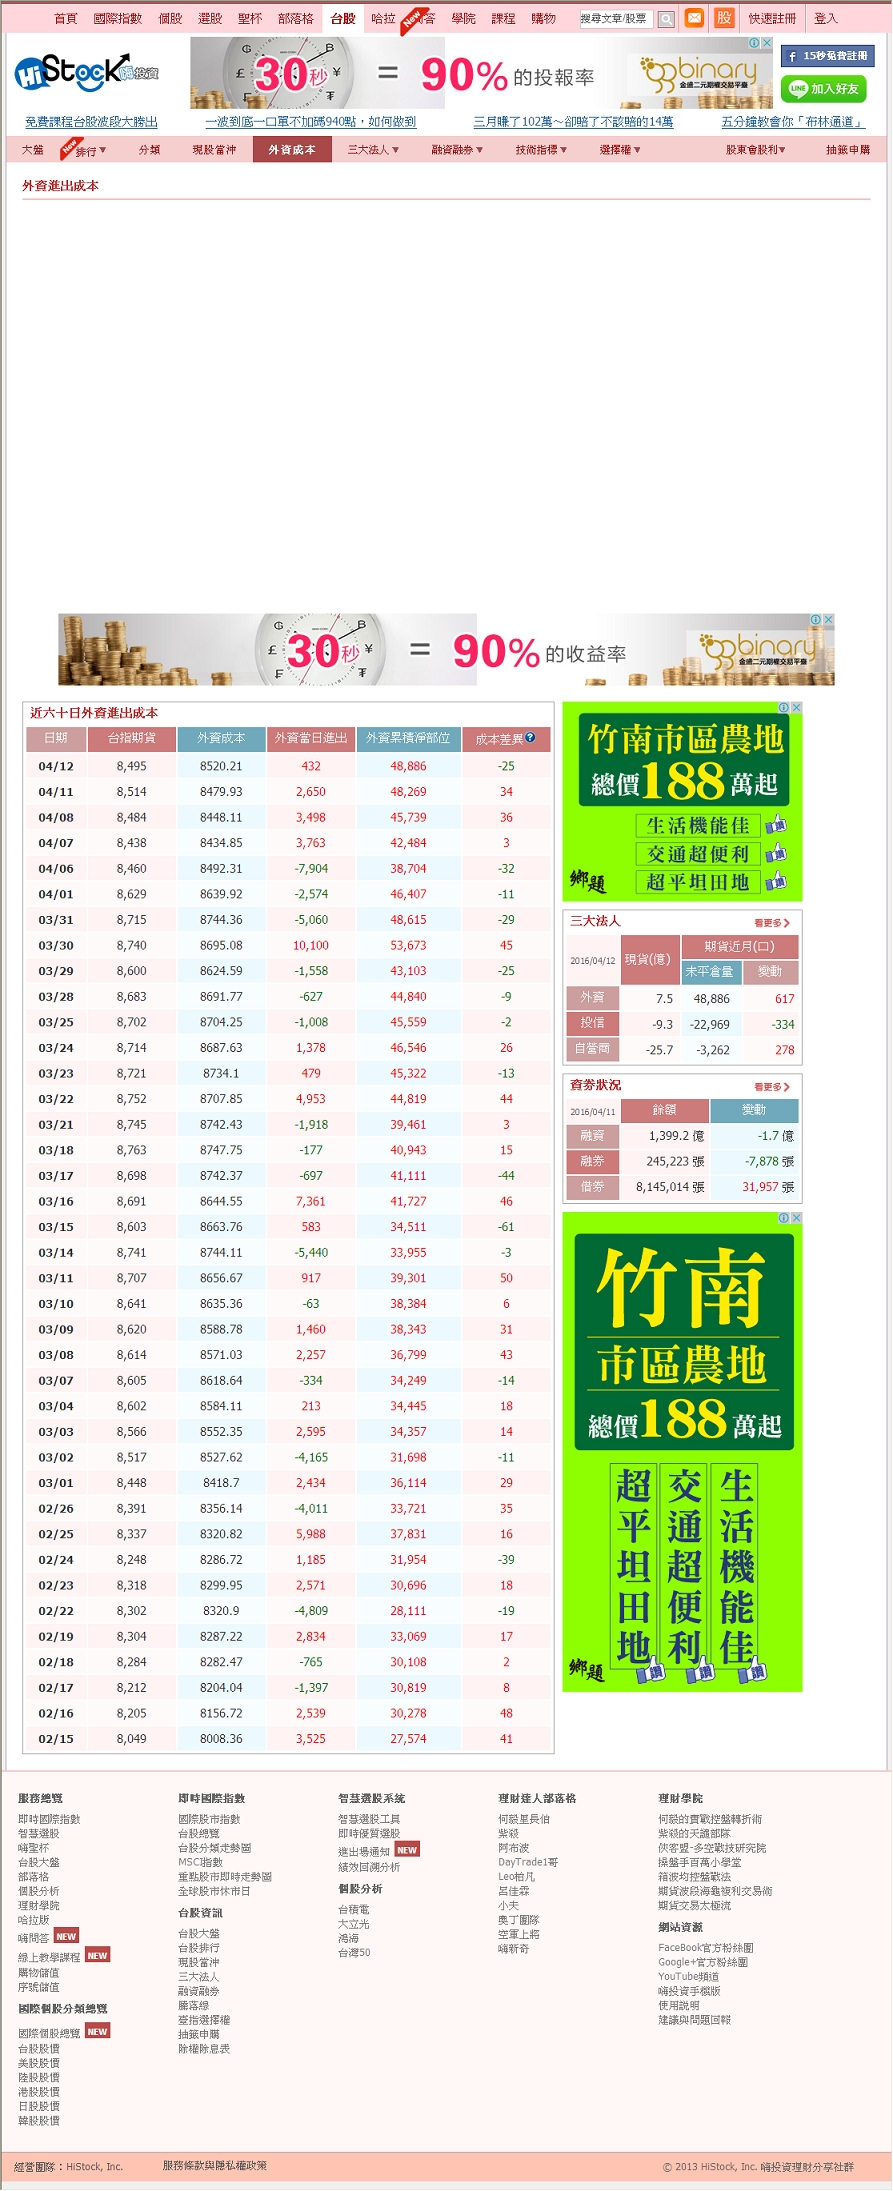 首頁 國際指數 個股 選股 聖杯 部落格 台股 哈拉 New 答 學院 課程 購物 搜尋文章/股票 股 快速註冊 登入
HiStock嗨投資 30秒 = 90%的投報率 ggbinary 金盛二元期權交易平臺 f 15秒免費註冊
LINE 加入好友
免費課程台股波段大勝出 一波到底一口單不加碼940點，如何做到 三月賺了102萬～卻賠了不該賠的14萬 五分鐘教會你「布林通道」
大盤 New 排行▼ 分類 現股當沖 外資成本 三大法人▼ 融資融券▼ 技術指標▼ 選擇權▼ 股東會股利▼ 抽籤申購
外資進出成本
30秒 = 90%的收益率 ggbinary 金盛二元期權交易平臺
近六十日外資進出成本
日期 台指期貨 外資成本 外資當日進出 外資累積淨部位 成本差異?
04/12 8,495 8520.21 432 48,886 -25
04/11 8,514 8479.93 2,650 48,269 34
04/08 8,484 8448.11 3,498 45,739 36
04/07 8,438 8434.85 3,763 42,484 3
04/06 8,460 8492.31 -7,904 38,704 -32
04/01 8,629 8639.92 -2,574 46,407 -11
03/31 8,715 8744.36 -5,060 48,615 -29
03/30 8,740 8695.08 10,100 53,673 45
03/29 8,600 8624.59 -1,558 43,103 -25
03/28 8,683 8691.77 -627 44,840 -9
03/25 8,702 8704.25 -1,008 45,559 -2
03/24 8,714 8687.63 1,378 46,546 26
03/23 8,721 8734.1 479 45,322 -13
03/22 8,752 8707.85 4,953 44,819 44
03/21 8,745 8742.43 -1,918 39,461 3
03/18 8,763 8747.75 -177 40,943 15
03/17 8,698 8742.37 -697 41,111 -44
03/16 8,691 8644.55 7,361 41,727 46
03/15 8,603 8663.76 583 34,511 -61
03/14 8,741 8744.11 -5,440 33,955 -3
03/11 8,707 8656.67 917 39,301 50
03/10 8,641 8635.36 -63 38,384 6
03/09 8,620 8588.78 1,460 38,343 31
03/08 8,614 8571.03 2,257 36,799 43
03/07 8,605 8618.64 -334 34,249 -14
03/04 8,602 8584.11 213 34,445 18
03/03 8,566 8552.35 2,595 34,357 14
03/02 8,517 8527.62 -4,165 31,698 -11
03/01 8,448 8418.7 2,434 36,114 29
02/26 8,391 8356.14 -4,011 33,721 35
02/25 8,337 8320.82 5,988 37,831 16
02/24 8,248 8286.72 1,185 31,954 -39
02/23 8,318 8299.95 2,571 30,696 18
02/22 8,302 8320.9 -4,809 28,111 -19
02/19 8,304 8287.22 2,834 33,069 17
02/18 8,284 8282.47 -765 30,108 2
02/17 8,212 8204.04 -1,397 30,819 8
02/16 8,205 8156.72 2,539 30,278 48
02/15 8,049 8008.36 3,525 27,574 41
竹南市區農地
總價188萬起
生活機能佳 讚
交通超便利 讚
鄉題 超平坦田地 讚
三大法人 看更多
2016/04/12 現貨(億) 期貨近月(口)
未平倉量 變動
外資 7.5 48,886 617
投信 -9.3 -22,969 -334
自營商 -25.7 -3,262 278
資券狀況 看更多
2016/04/11 餘額 變動
融資 1,399.2 億 -1.7 億
融券 245,223 張 -7,878 張
借券 8,145,014 張 31,957 張
竹南
市區農地
總價188萬起
生活機能佳
交通超便利
超平坦田地
鄉題 讚 讚 讚
服務總覽
即時國際指數
智慧選股
嗨聖杯
台股大盤
部落格
個股分析
理財學院
哈拉版
嗨問答 NEW
線上教學課程 NEW
購物儲值
序號儲值
國際個股分類總覽
國際個股總覽 NEW
台股股價
美股股價
陸股股價
港股股價
日股股價
韓股股價
即時國際指數
國際股市指數
台股總覽
台股分類走勢圖
MSCI指數
重點股市即時走勢圖
全球股市休市日
台股資訊
台股大盤
台股排行
現股當沖
三大法人
融資融券
騰落線
臺指選擇權
抽籤申購
除權除息表
智慧選股系統
智慧選股工具
即時優質選股
進出場通知 NEW
績效回溯分析
個股分析
台積電
大立光
鴻海
台灣50
理財達人部落格
何毅里長伯
紫殺
阿布波
DayTrade1哥
Leo柏凡
呂佳霖
小夫
奧丁團隊
空軍上將
嗨新奇
理財學院
何毅的實戰控盤轉折術
紫殺的天譴部隊
俠客盟-多空戰技研究院
操盤手百萬小學堂
箱波均控盤戰法
期貨波段海龜複利交易術
期貨交易太極流
網站資源
FaceBook官方粉絲團
Google+官方粉絲團
YouTube頻道
嗨投資手機版
使用說明
建議與問題回報
經營團隊：HiStock, Inc. 服務條款與隱私權政策 © 2013 HiStock, Inc. 嗨投資理財分享社群